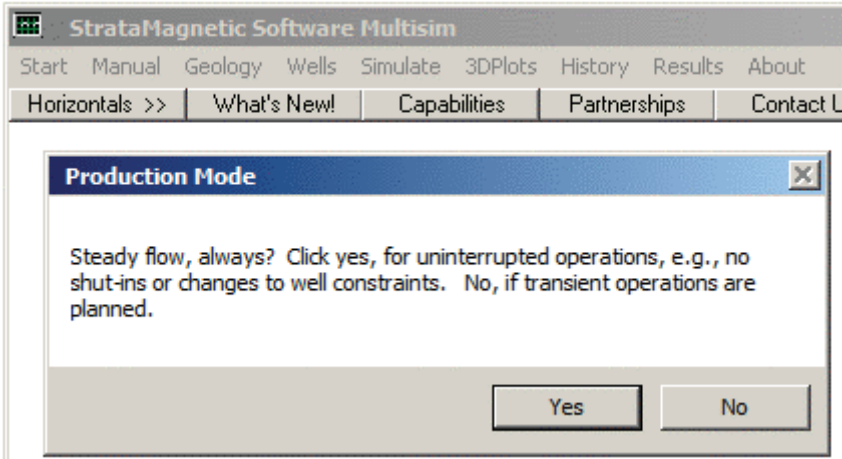 StrataMagnetic Software Multisim
Start Manual Geology Wells Simulate 3DPlots History Results About
Horizontals >> What's New! Capabilities Partnerships Contact U
Production Mode
Steady flow, always? Click yes, for uninterrupted operations, e.g., no
shut-ins or changes to well constraints. No, if transient operations are
planned.
Yes No